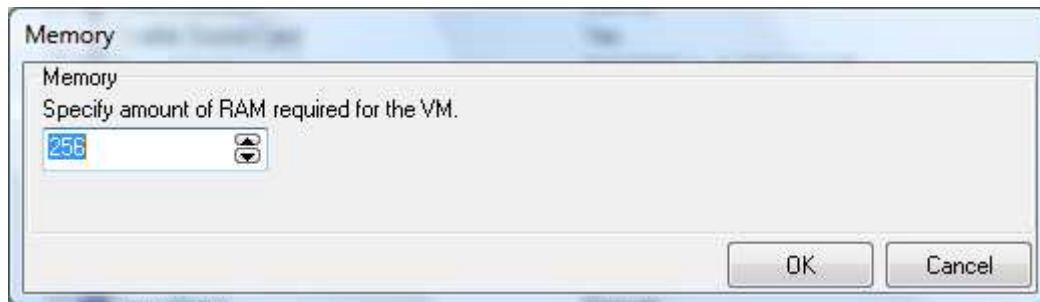 Memory
Memory
Specify amount of RAM required for the VM.
256
OK
Cancel